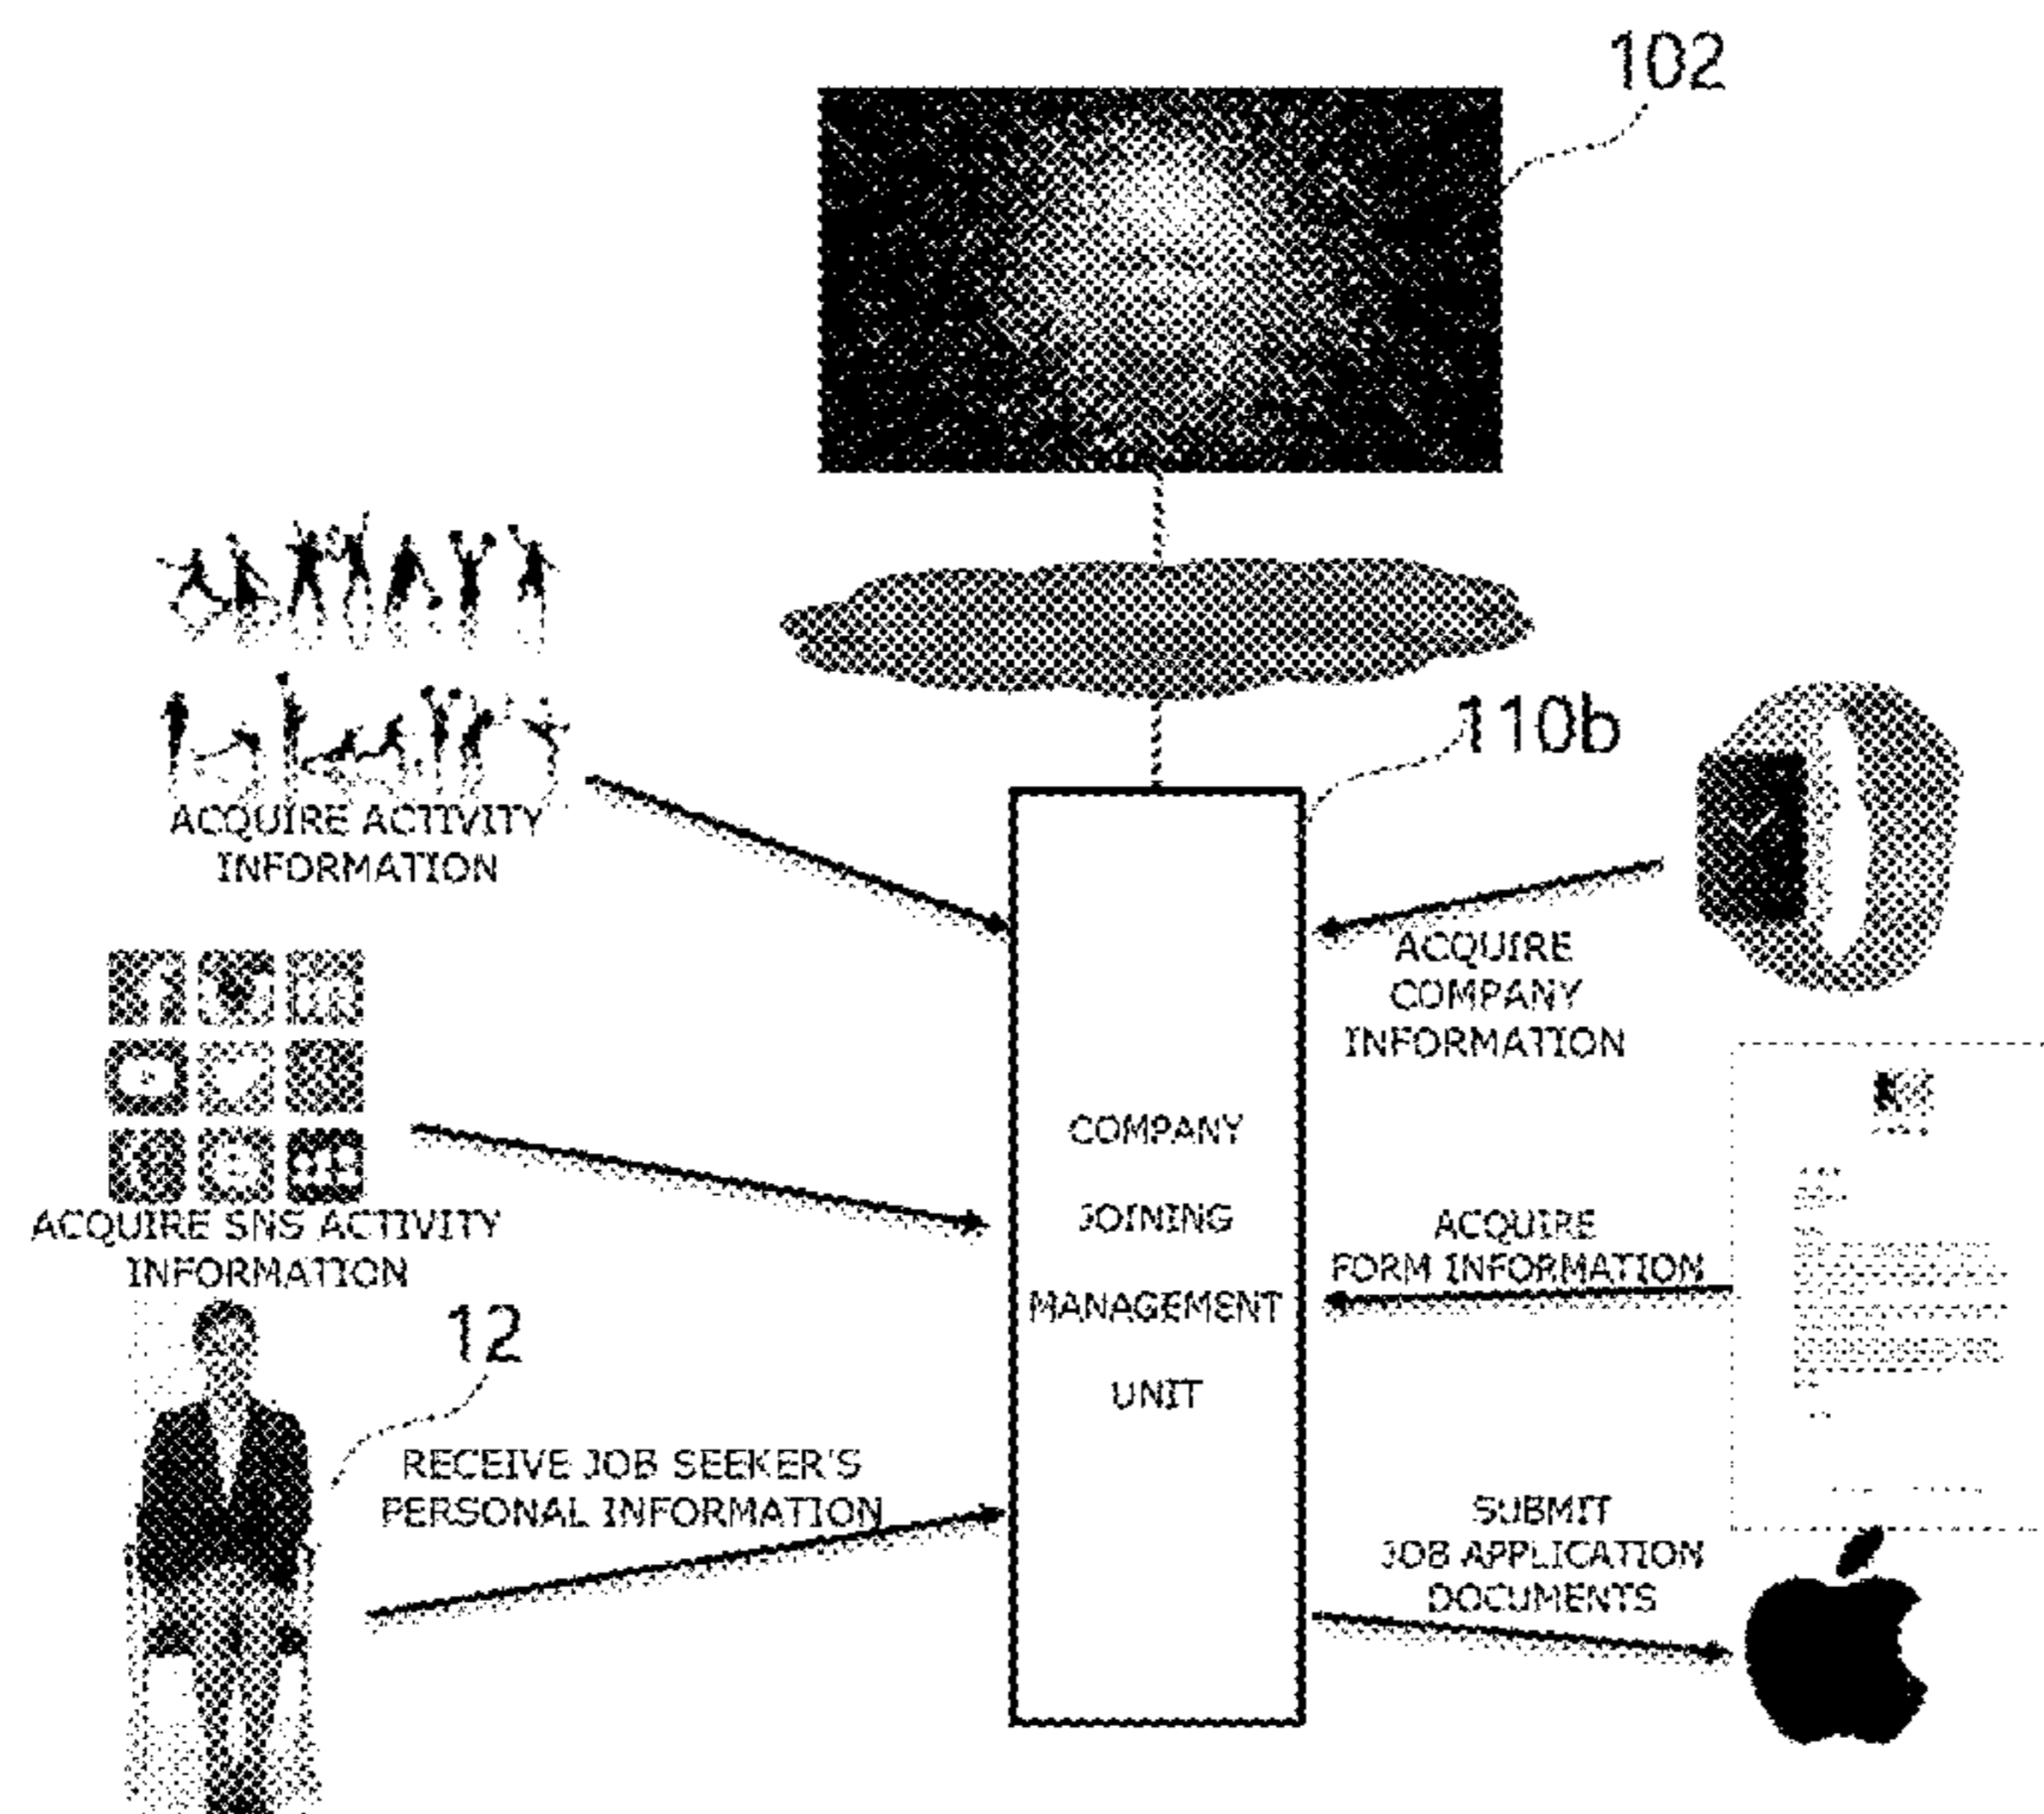 102
110b
ACQUIRE ACTIVITY
INFORMATION
ACQUIRE
COMPANY
INFORMATION
ACQUIRE SNS ACTIVITY
INFORMATION
COMPANY
JOINING
MANAGEMENT
UNIT
ACQUIRE
FORM INFORMATION
12
RECEIVE JOB SEEKER'S
PERSONAL INFORMATION
SUBMIT
JOB APPLICATION
DOCUMENTS